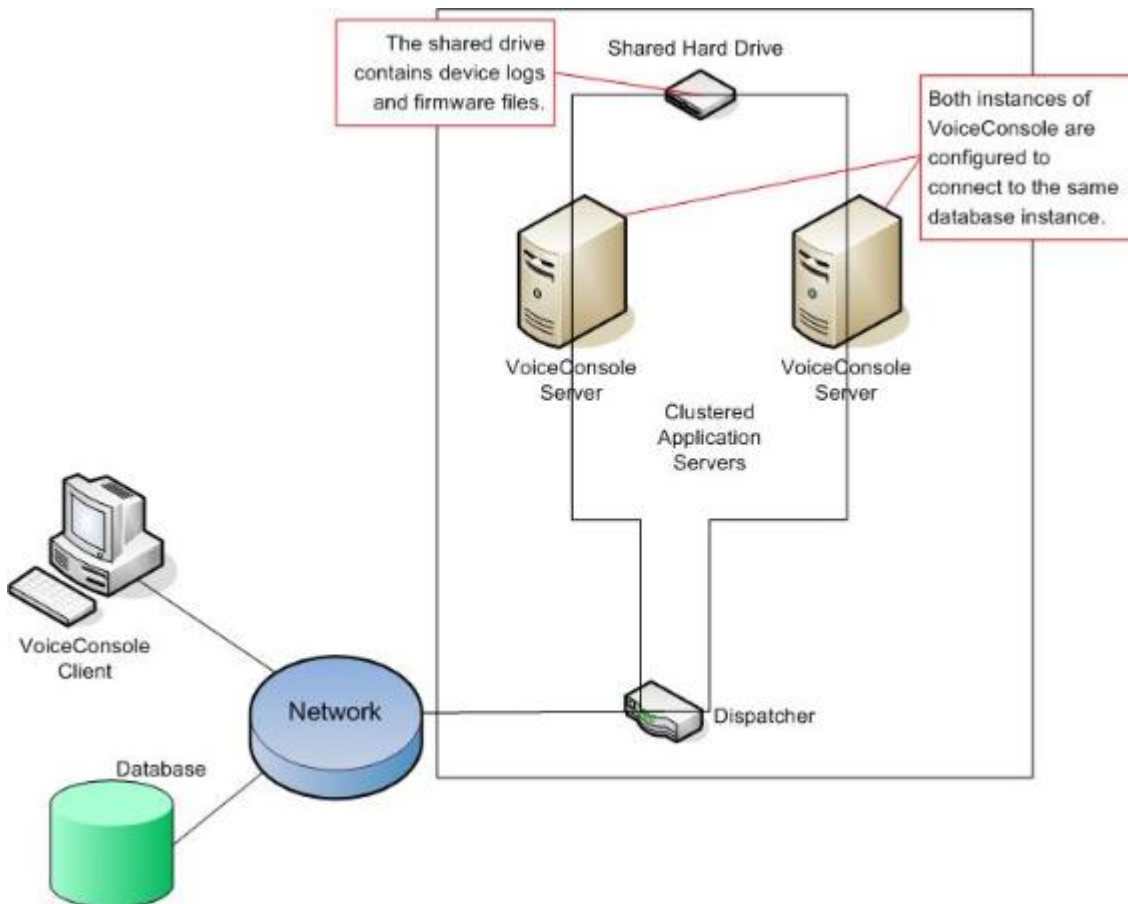 The shared drive
contains device logs
and firmware files.
Shared Hard Drive
Both instances of
VoiceConsole are
configured to
connect to the same
database instance.
VoiceConsole
Server
VoiceConsole
Server
Clustered
Application
Servers
VoiceConsole
Client
Network
Dispatcher
Database